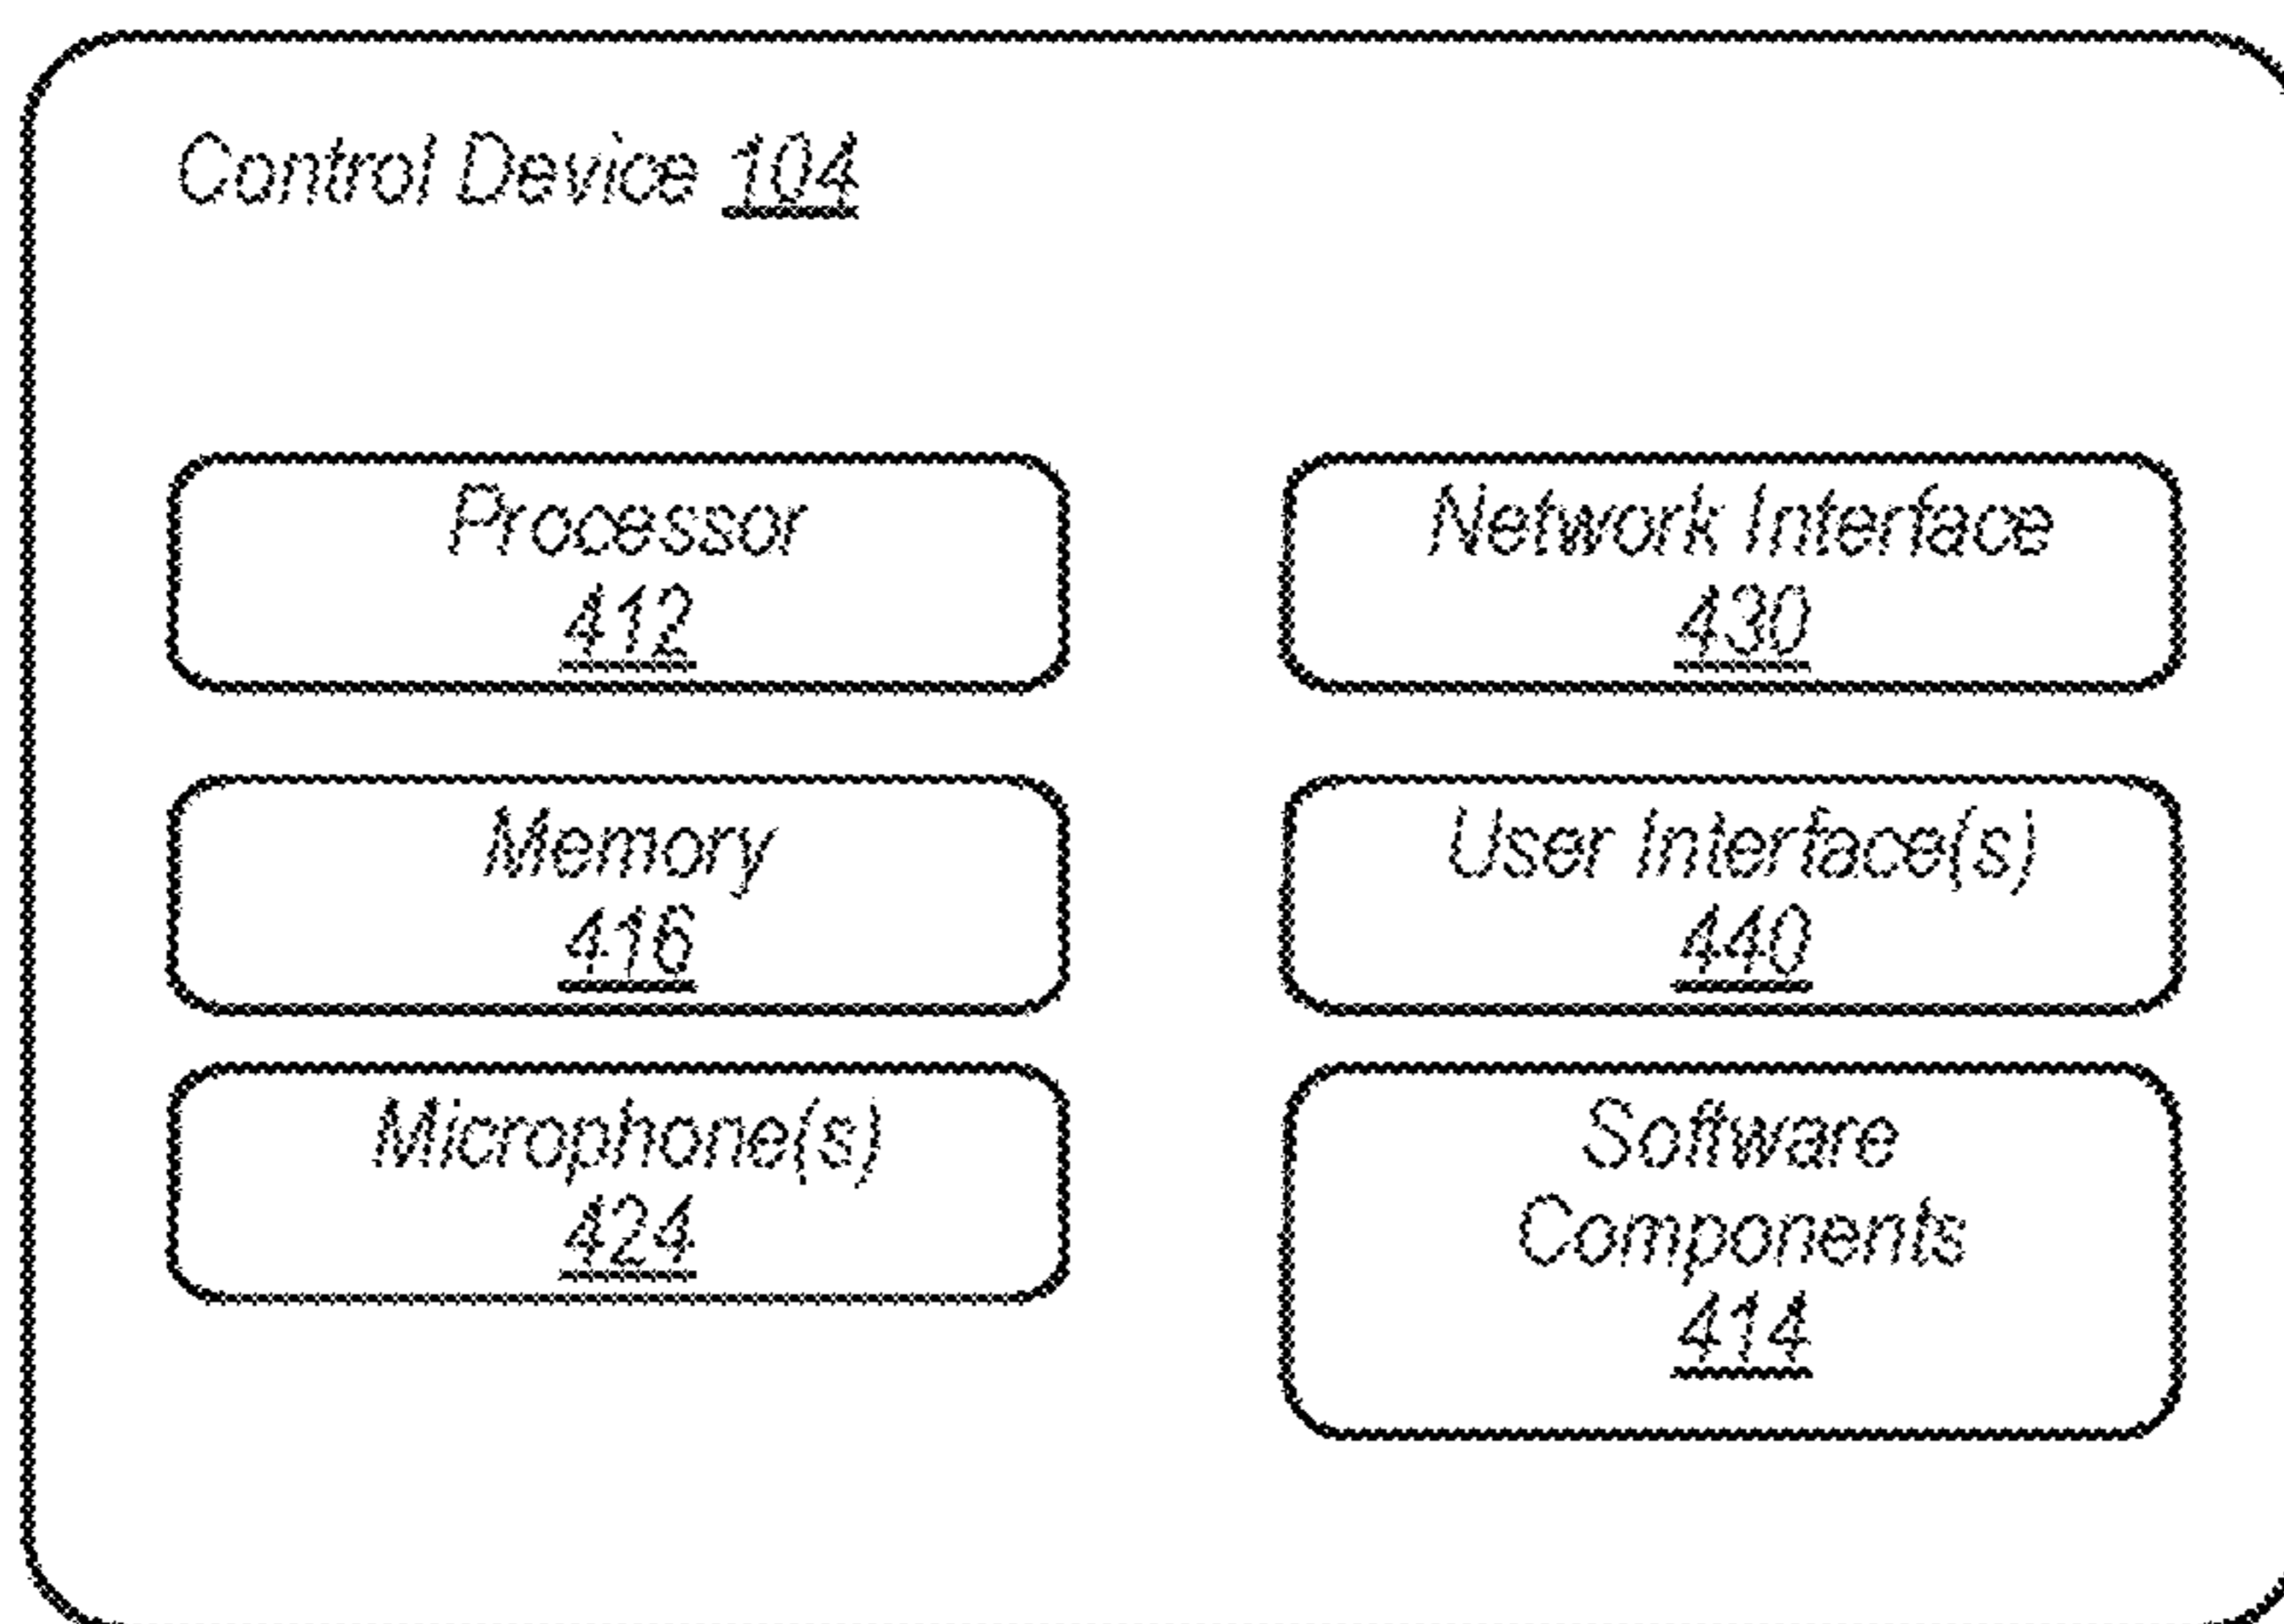 Control Device 104
Processor
412
Network Interface
430
Memory
416
User Interface(s)
440
Microphone(s)
424
Software
Components
414